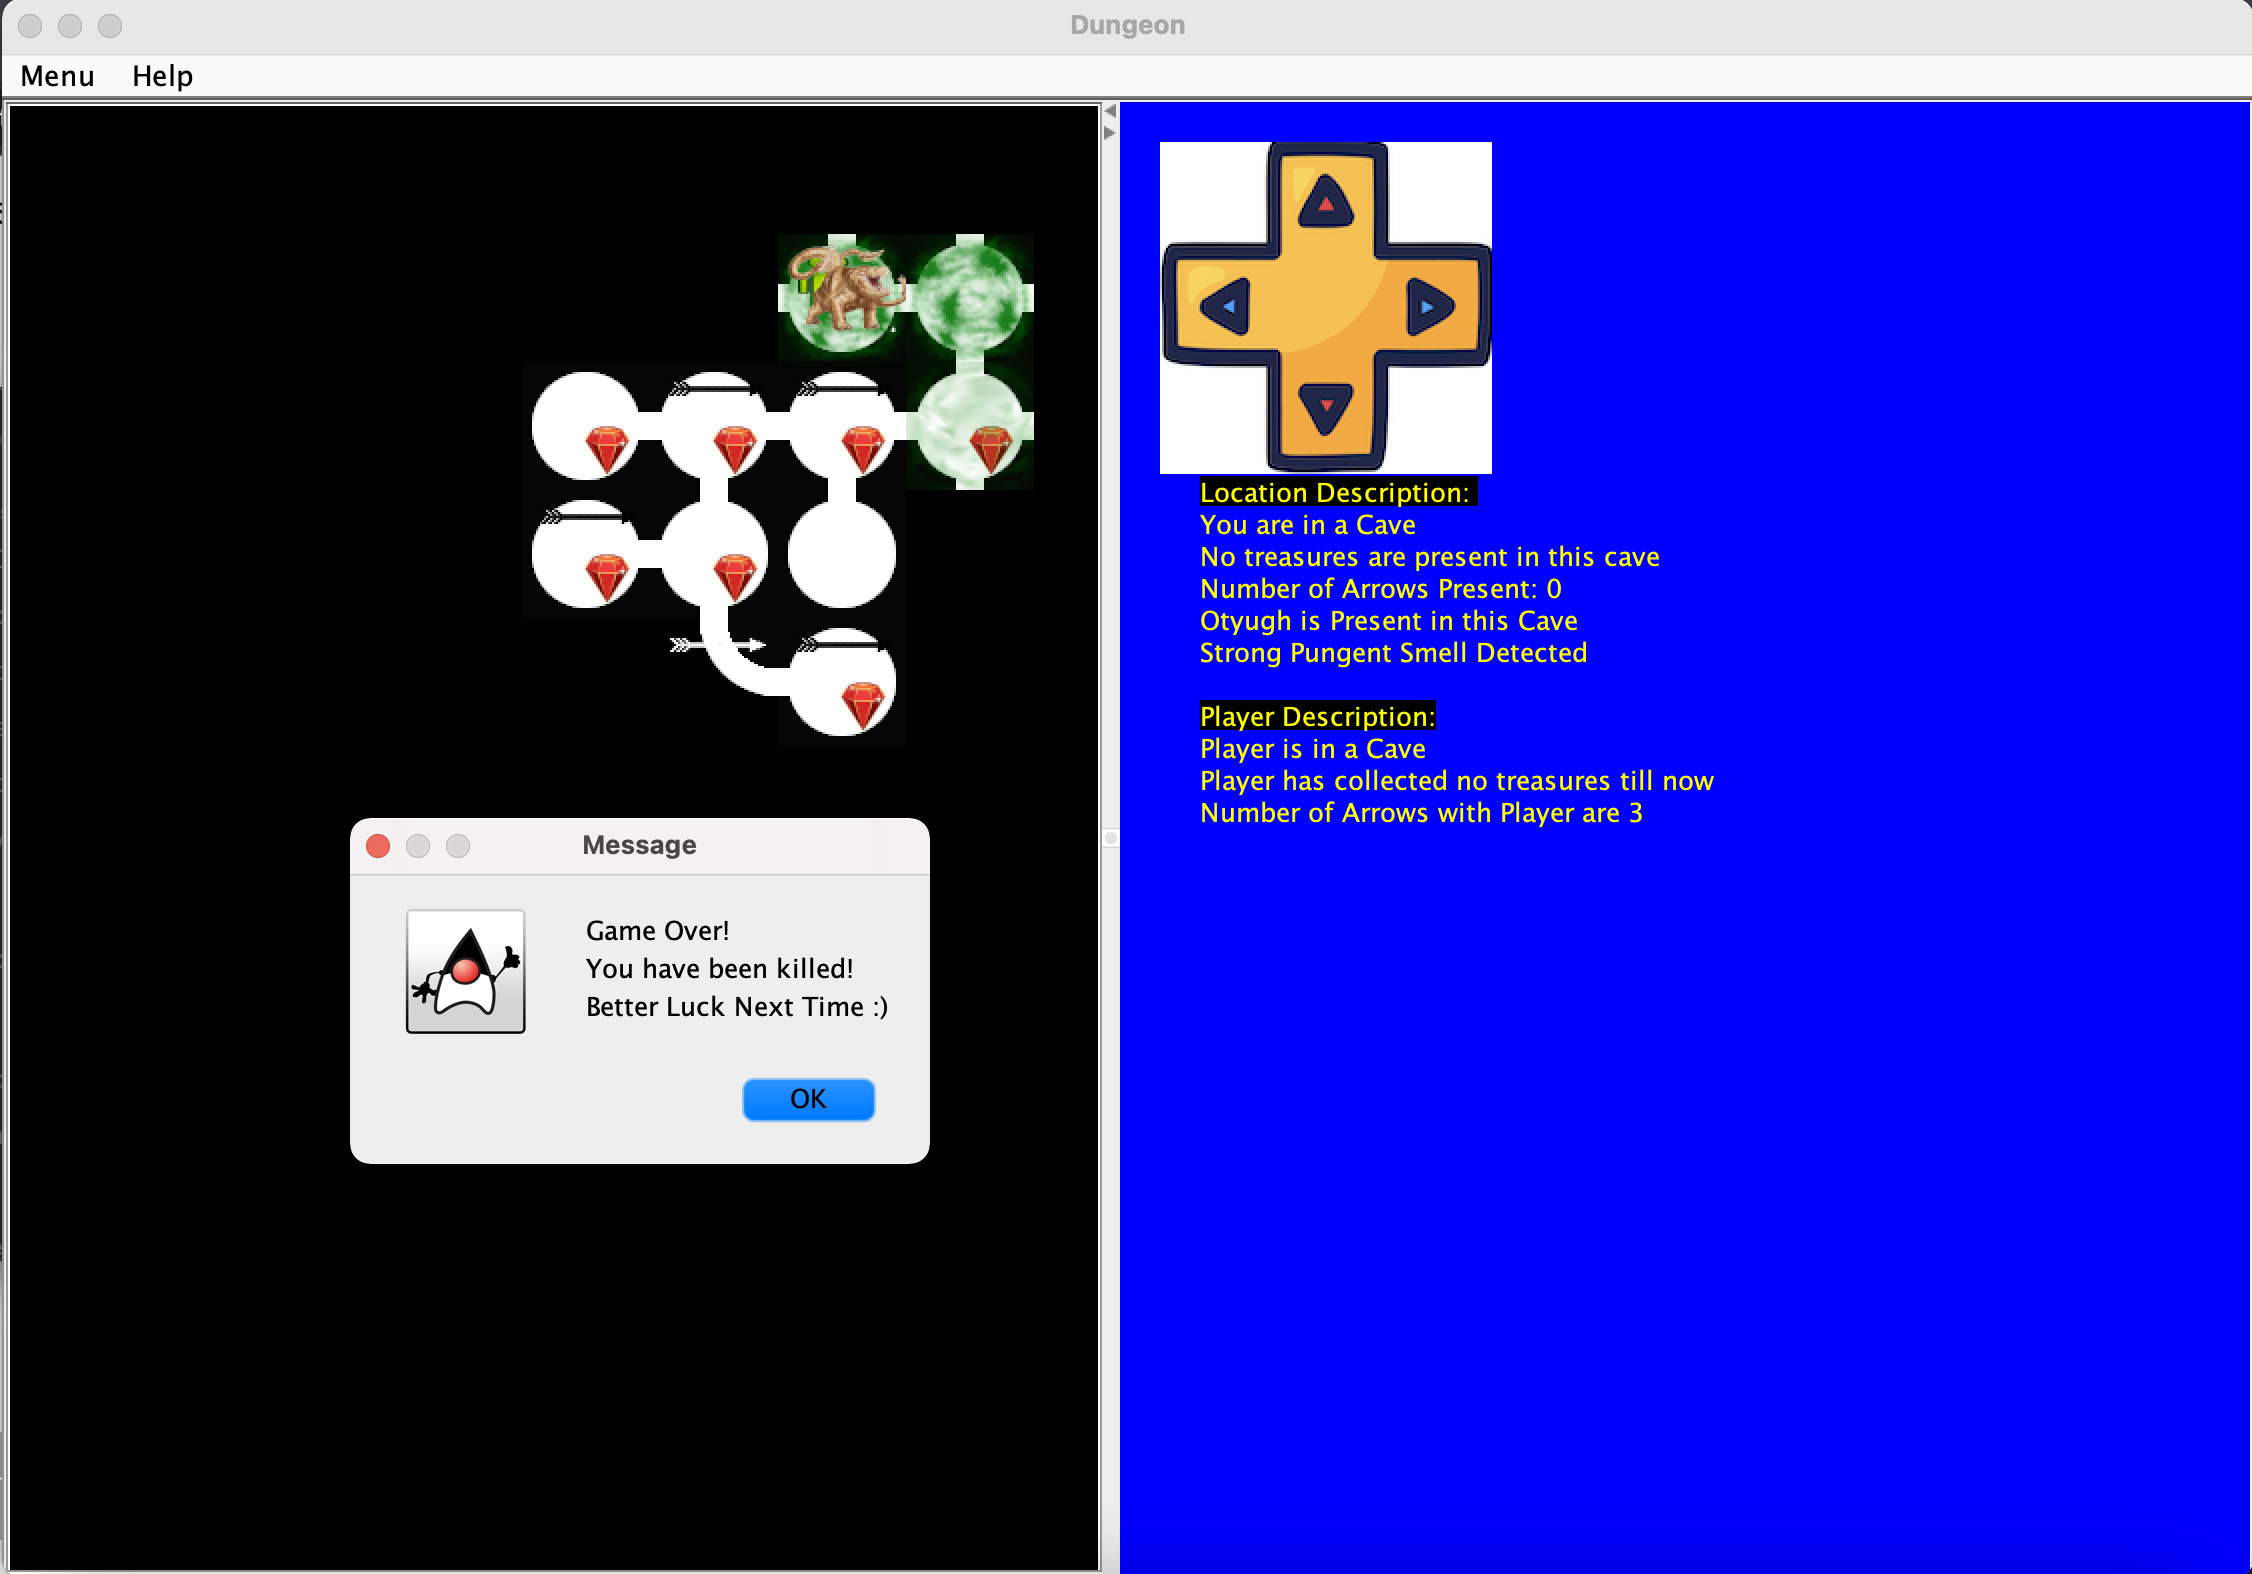 Dungeon
Menu Help
Location Description:
You are in a Cave
No treasures are present in this cave
Number of Arrows Present: 0
Otyugh is Present in this Cave
Strong Pungent Smell Detected
Player Description:
Player is in a Cave
Player has collected no treasures till now
Number of Arrows with Player are 3
Message
Game Over!
You have been killed!
Better Luck Next Time :)
OK